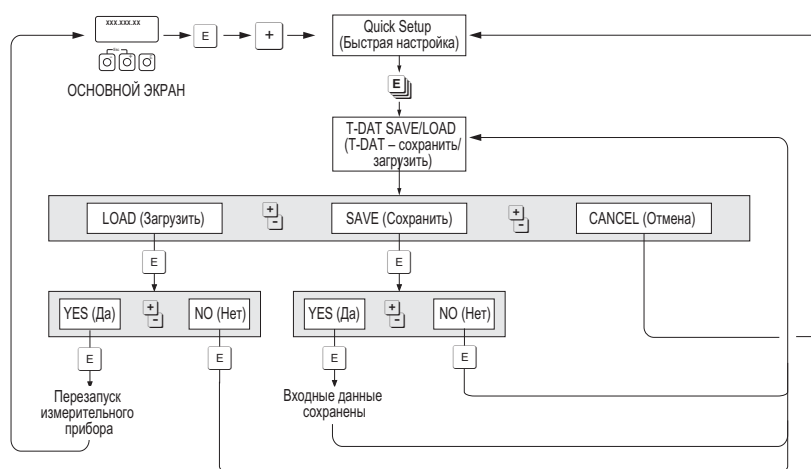 xxx.xxx.xx
Esc
E
+
Quick Setup
(Быстрая настройка)
ОСНОВНОЙ ЭКРАН
E
T-DAT SAVE/LOAD
(T-DAT – сохранить/
загрузить)
LOAD (Загрузить)
+
-
SAVE (Сохранить)
+
-
CANCEL (Отмена)
E
E
YES (Да)
+
-
NO (Нет)
YES (Да)
+
-
NO (Нет)
E
E
E
E
Перезапуск
измерительного
прибора
Входные данные
сохранены